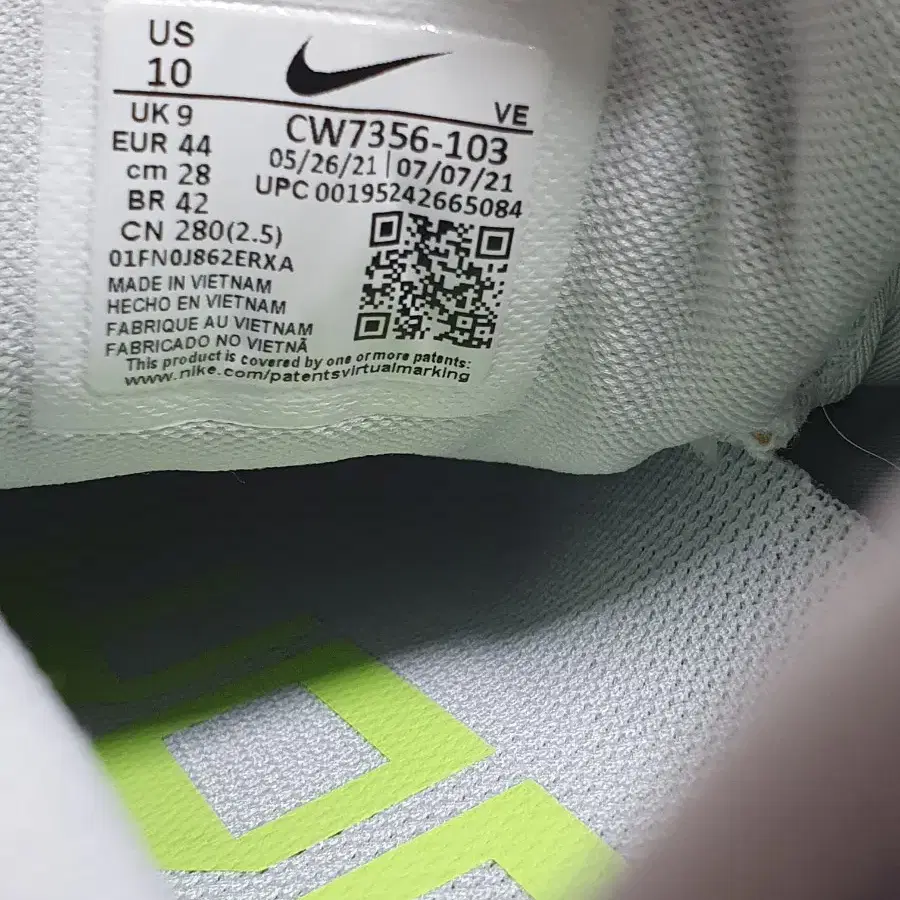 US
10
VE
UK 9
CW7356-103
EUR 44
05/26/21 | 07/07/21
cm 28
UPC 00195242665084
BR 42
CN 280(2.5)
01FN0J862ERXA
MADE IN VIETNAM
HECHO EN VIETNAM
FABRIQUE AU VIETNAM
FABRICADO NO VIETNÃ
This product is covered by one or more patents:
www.nike.com/patentsvirtualmarking